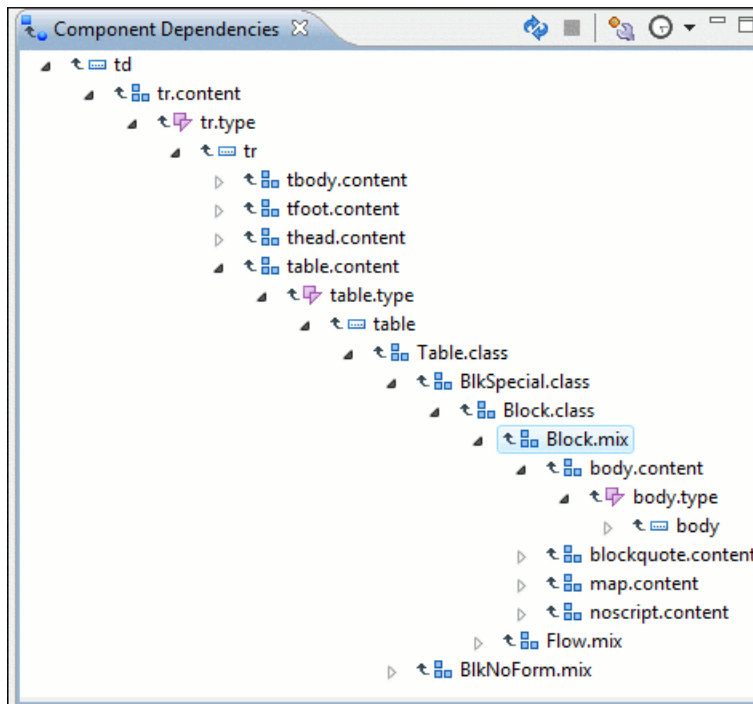 Component Dependencies
td
tr.content
tr.type
tr
tbody.content
tfoot.content
thead.content
table.content
table.type
table
Table.class
BlkSpecial.class
Block.class
Block.mix
body.content
body.type
body
blockquote.content
map.content
noscript.content
Flow.mix
BlkNoForm.mix